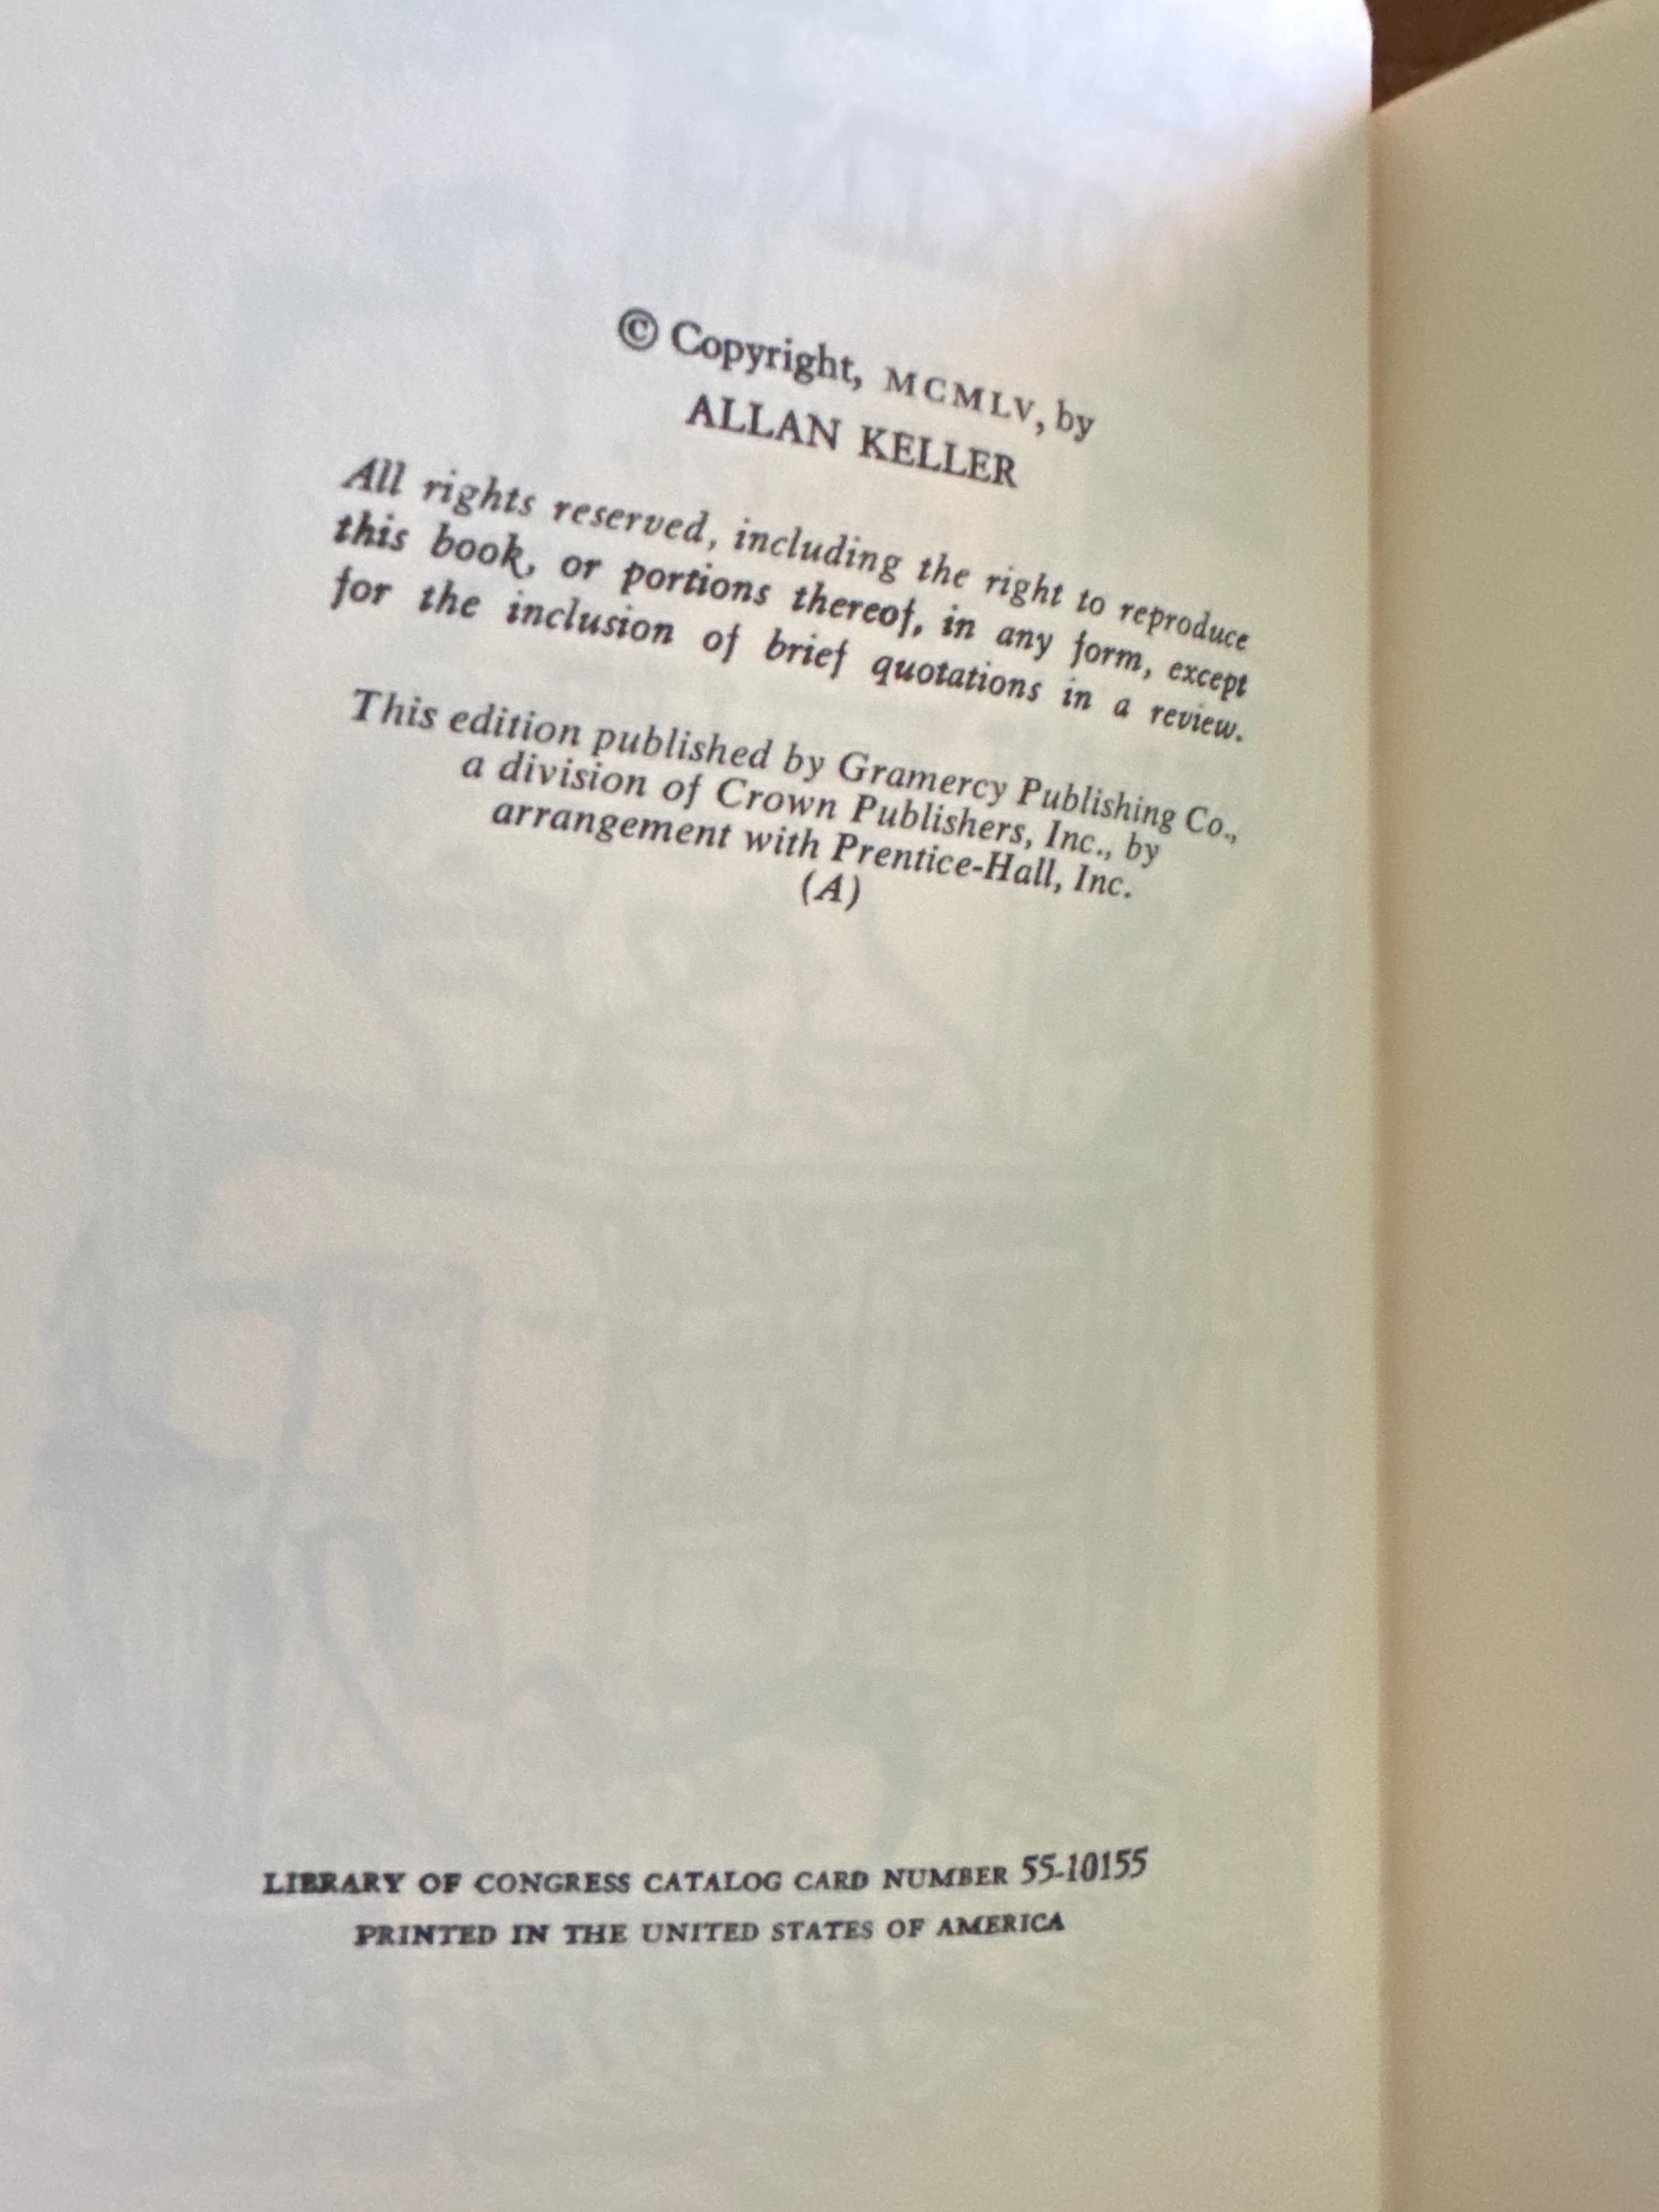 © Copyright, MCMLV, by
ALLAN KELLER
All rights reserved, including the right to reproduce
this book, or portions thereof, in any form, except
for the inclusion of brief quotations in a review.
This edition published by Gramercy Publishing Co.,
a division of Crown Publishers, Inc., by
arrangement with Prentice-Hall, Inc.
(A)
LIBRARY OF CONGRESS CATALOG CARD NUMBER 55-10155
PRINTED IN THE UNITED STATES OF AMERICA